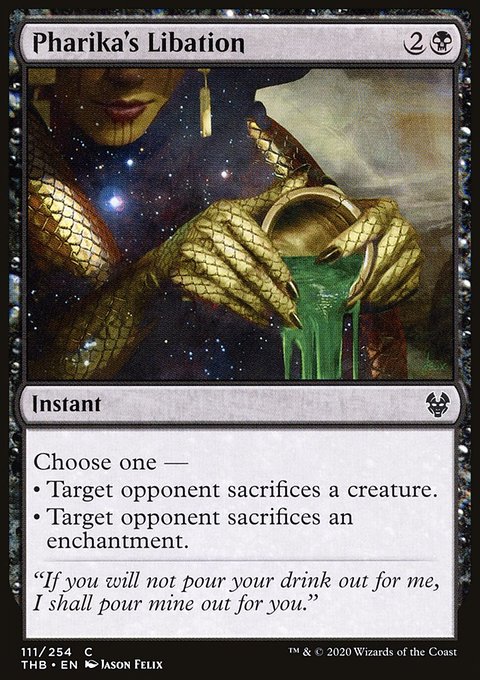 Pharika's Libation 2
Instant
Choose one —
• Target opponent sacrifices a creature.
• Target opponent sacrifices an
enchantment.
“If you will not pour your drink out for me,
I shall pour mine out for you.”
111/254 C
THB • EN Jason Felix
™ & © 2020 Wizards of the Coast